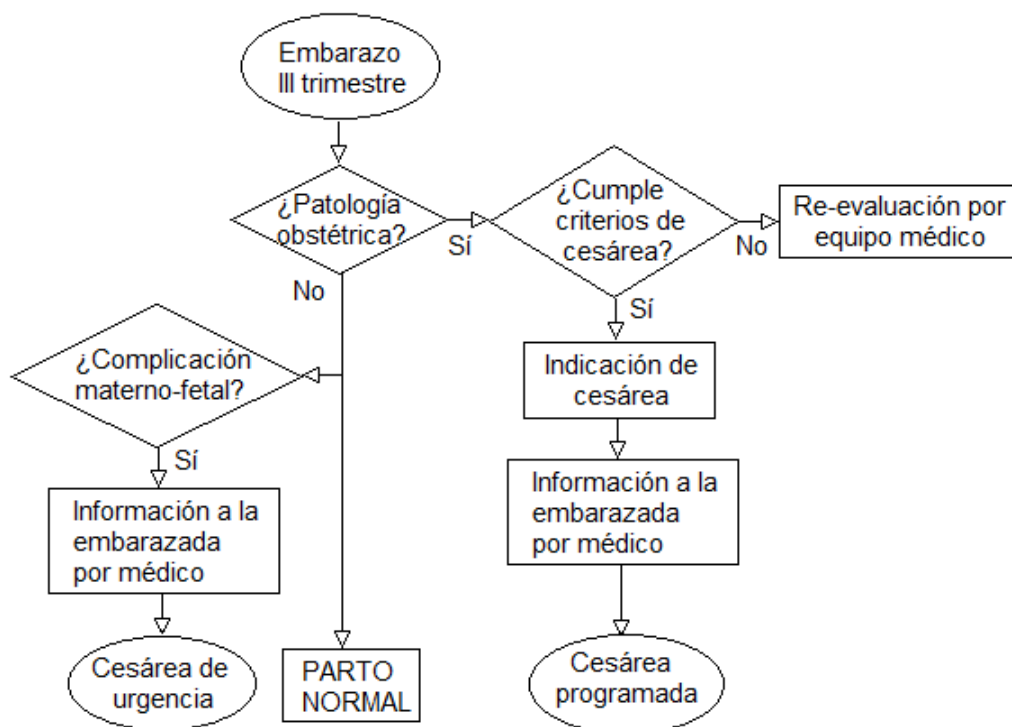 Embarazo
III trimestre
¿Patología
obstétrica?
Sí
¿Cumple
criterios de
cesárea?
No
Re-evaluación por
equipo médico
No
Sí
¿Complicación
materno-fetal?
Indicación de
cesárea
Sí
Información a la
embarazada
por médico
Información a la
embarazada
por médico
Cesárea de
urgencia
PARTO
NORMAL
Cesárea
programada